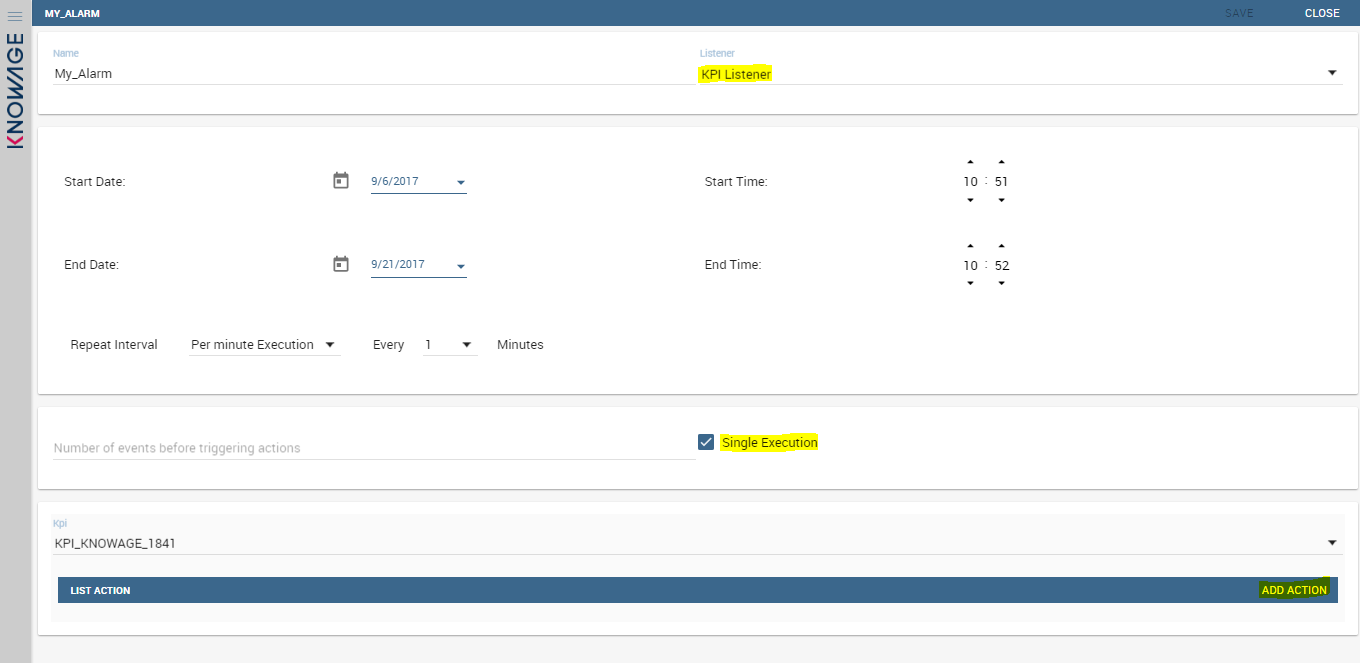 MY_ALARM SAVE CLOSE
KNOWAGE
Name Listener
My_Alarm KPI Listener
Start Date: 9/6/2017 Start Time: 10 : 51
End Date: 9/21/2017 End Time: 10 : 52
Repeat Interval Per minute Execution Every 1 Minutes
Number of events before triggering actions Single Execution
Kpi
KPI_KNOWAGE_1841
LIST ACTION ADD ACTION